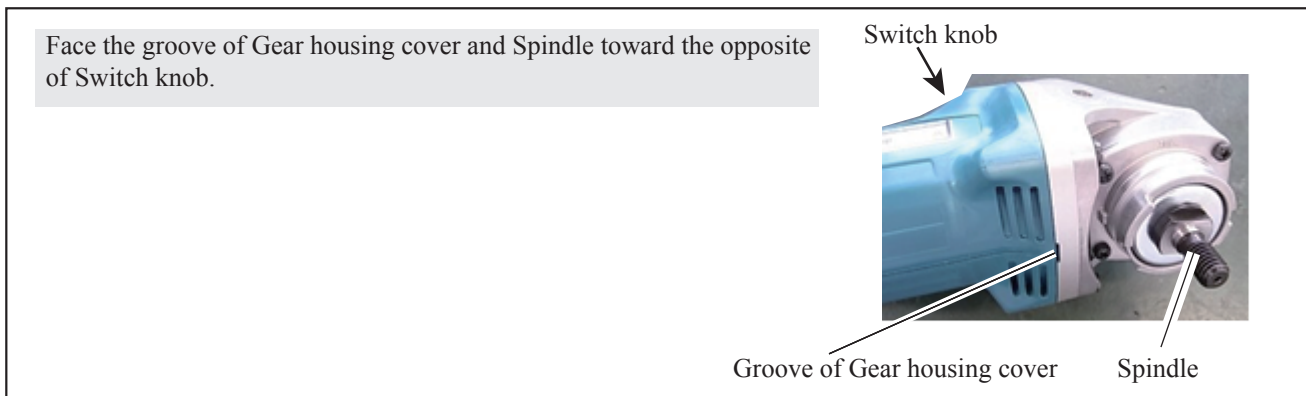 Face the groove of Gear housing cover and Spindle toward the opposite
of Switch knob.
Switch knob
Groove of Gear housing cover
Spindle